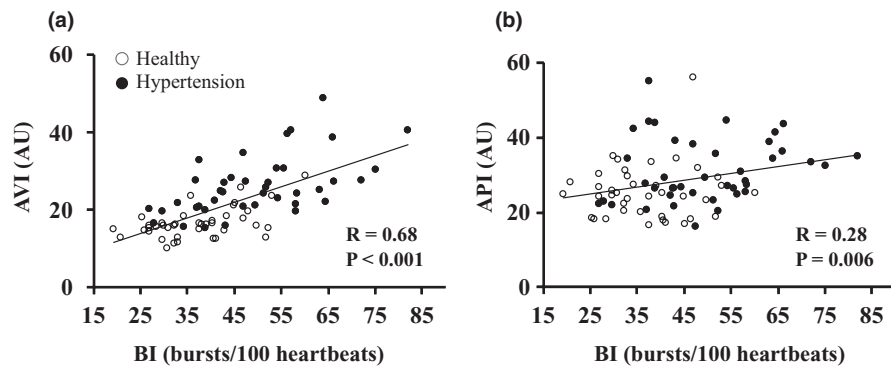 (a)
60
40
20
0
AVI (AU)
Healthy
Hypertension
R = 0.68
P < 0.001
15 25 35 45 55 65 75 85
BI (bursts/100 heartbeats)
(b)
60
40
20
0
API (AU)
R = 0.28
P = 0.006
15 25 35 45 55 65 75 85
BI (bursts/100 heartbeats)